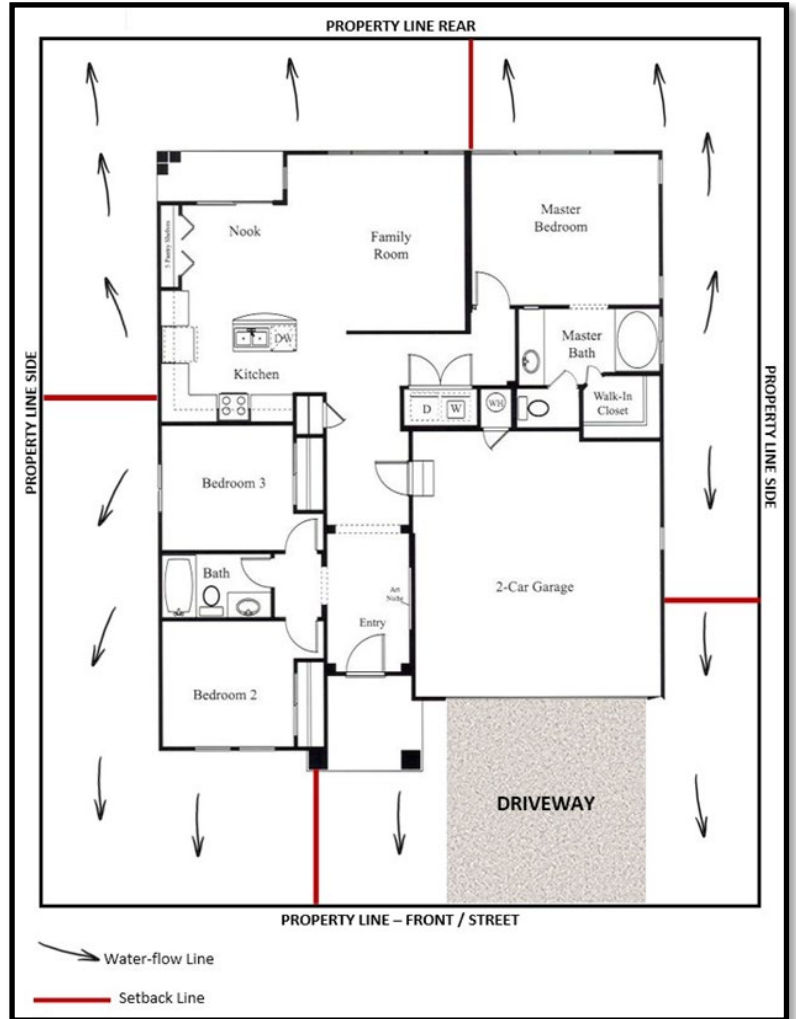 PROPERTY LINE REAR
Nook
5 Pantry Shelves
Family
Room
Master
Bedroom
D•W
Master
Bath
Kitchen
D
W
WH
Walk-In
Closet
PROPERTY LINE SIDE
PROPERTY LINE SIDE
Bedroom 3
Bath
Art
Niche
2-Car Garage
Entry
Bedroom 2
DRIVEWAY
PROPERTY LINE – FRONT / STREET
Water-flow Line
Setback Line